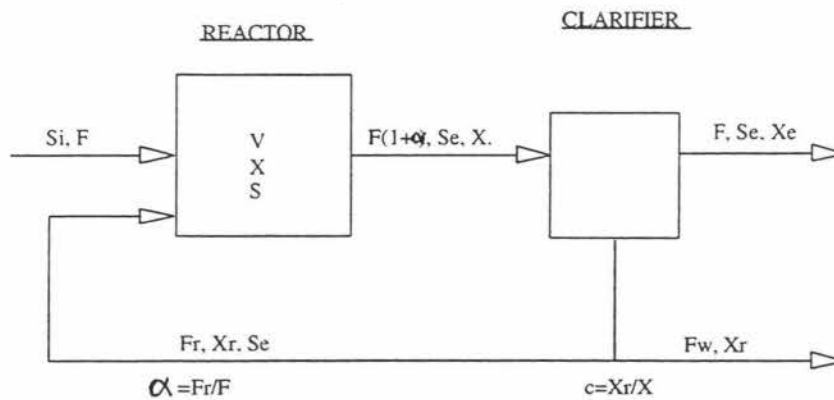 REACTOR
CLARIFIER
Si, F
V
X
S
F(1+α), Se, X.
F, Se, Xe
Fr, Xr, Se
Fw, Xr
α =Fr/F
c=Xr/X